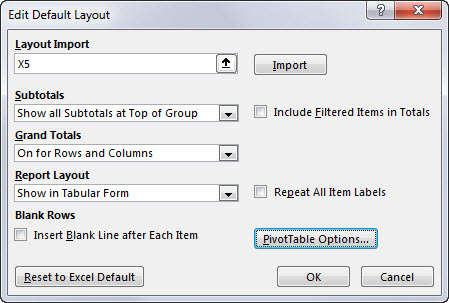 Edit Default Layout
Layout Import
X5
Import
Subtotals
Show all Subtotals at Top of Group
Include Filtered Items in Totals
Grand Totals
On for Rows and Columns
Report Layout
Show in Tabular Form
Repeat All Item Labels
Blank Rows
Insert Blank Line after Each Item
PivotTable Options...
Reset to Excel Default
OK
Cancel